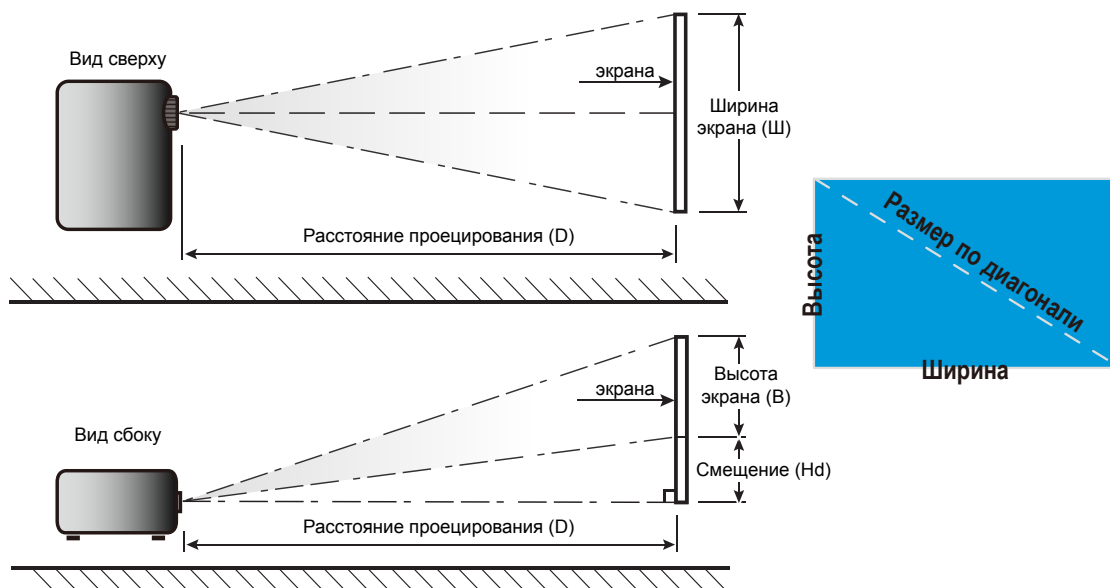 Вид сверху
экрана
Ширина
экрана (Ш)
Расстояние проецирования (D)
Высота
Размер по диагонали
Ширина
Вид сбоку
экрана
Высота
экрана (В)
Смещение (Hd)
Расстояние проецирования (D)